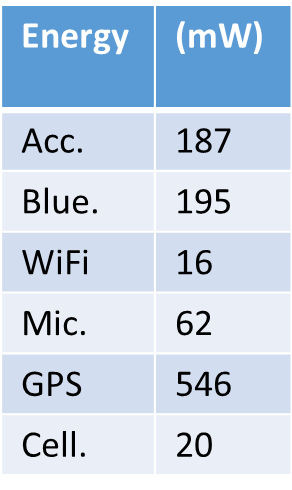 Energy (mW)
Acc. 187
Blue. 195
WiFi 16
Mic. 62
GPS 546
Cell. 20